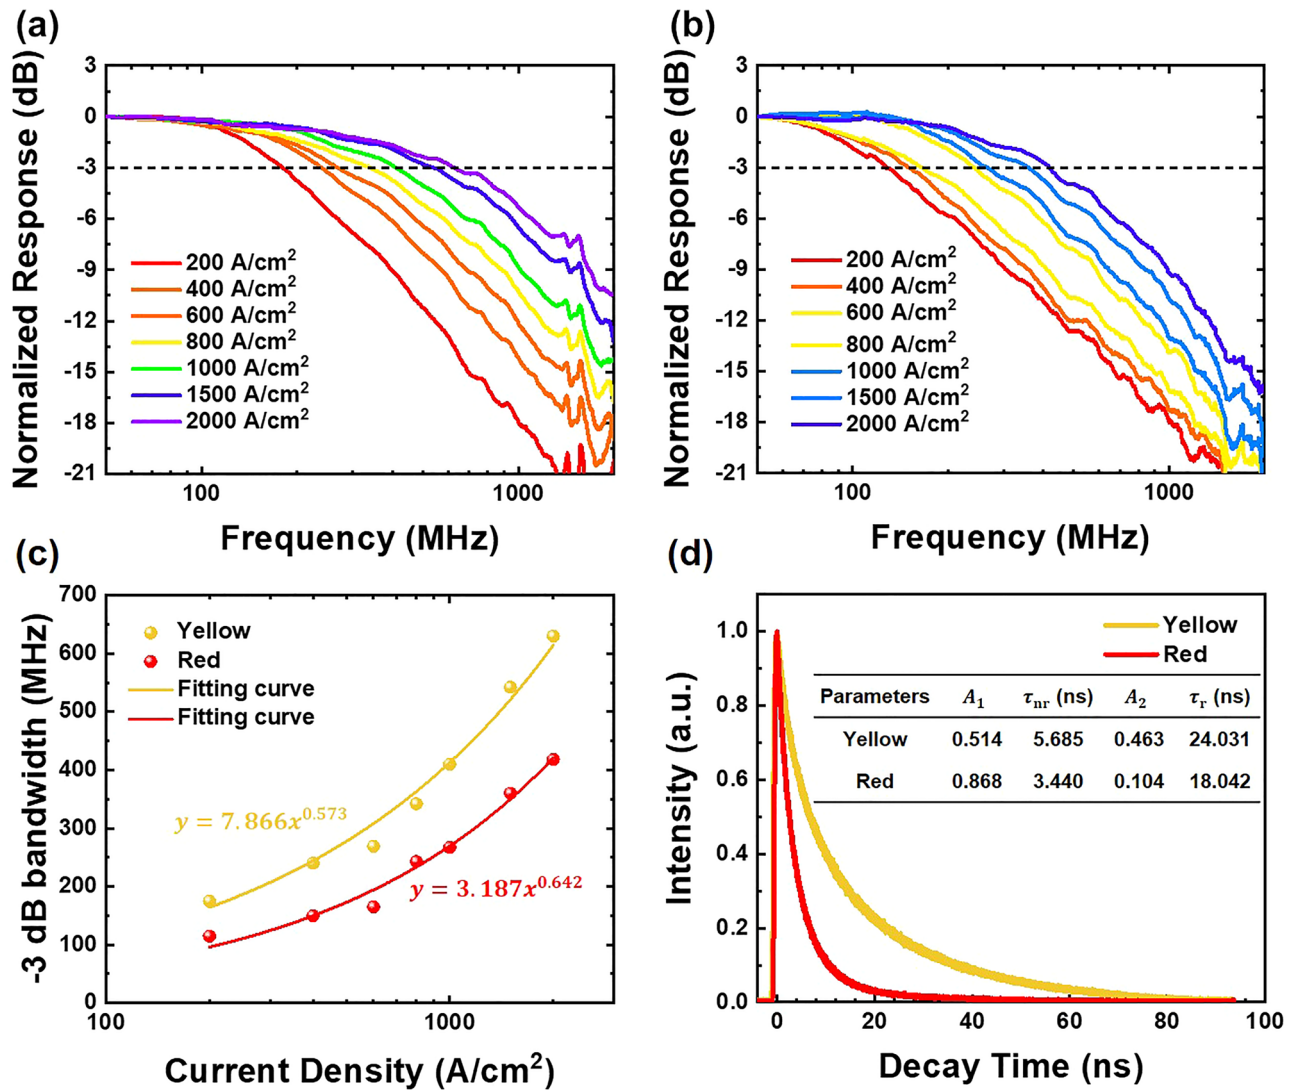 (a)
Normalized Response (dB)
3
0
-3
-6
-9
-12
-15
-18
-21
200 A/cm²
400 A/cm²
600 A/cm²
800 A/cm²
1000 A/cm²
1500 A/cm²
2000 A/cm²
100
1000
Frequency (MHz)
(b)
Normalized Response (dB)
3
0
-3
-6
-9
-12
-15
-18
-21
200 A/cm²
400 A/cm²
600 A/cm²
800 A/cm²
1000 A/cm²
1500 A/cm²
2000 A/cm²
100
1000
Frequency (MHz)
(c)
-3 dB bandwidth (MHz)
700
600
500
400
300
200
100
0
Yellow
Red
Fitting curve
Fitting curve
y = 7.866x^0.573
y = 3.187x^0.642
100
1000
Current Density (A/cm²)
(d)
Intensity (a.u.)
1.0
0.8
0.6
0.4
0.2
0.0
Yellow
Red
Parameters A₁ τnr (ns) A₂ τr (ns)
Yellow 0.514 5.685 0.463 24.031
Red 0.868 3.440 0.104 18.042
0 20 40 60 80 100
Decay Time (ns)